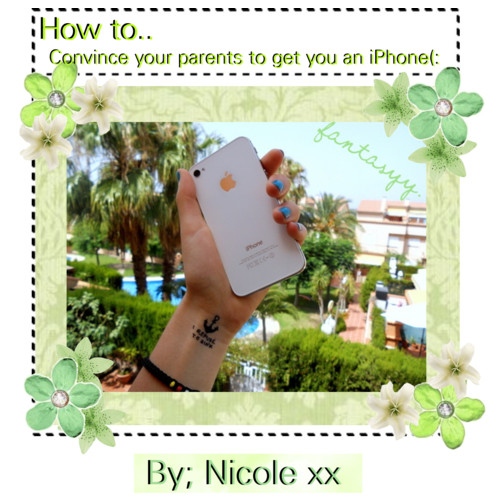 How to..
Convince your parents to get you an iPhone(:
fantasyy.
iPhone
By; Nicole xx